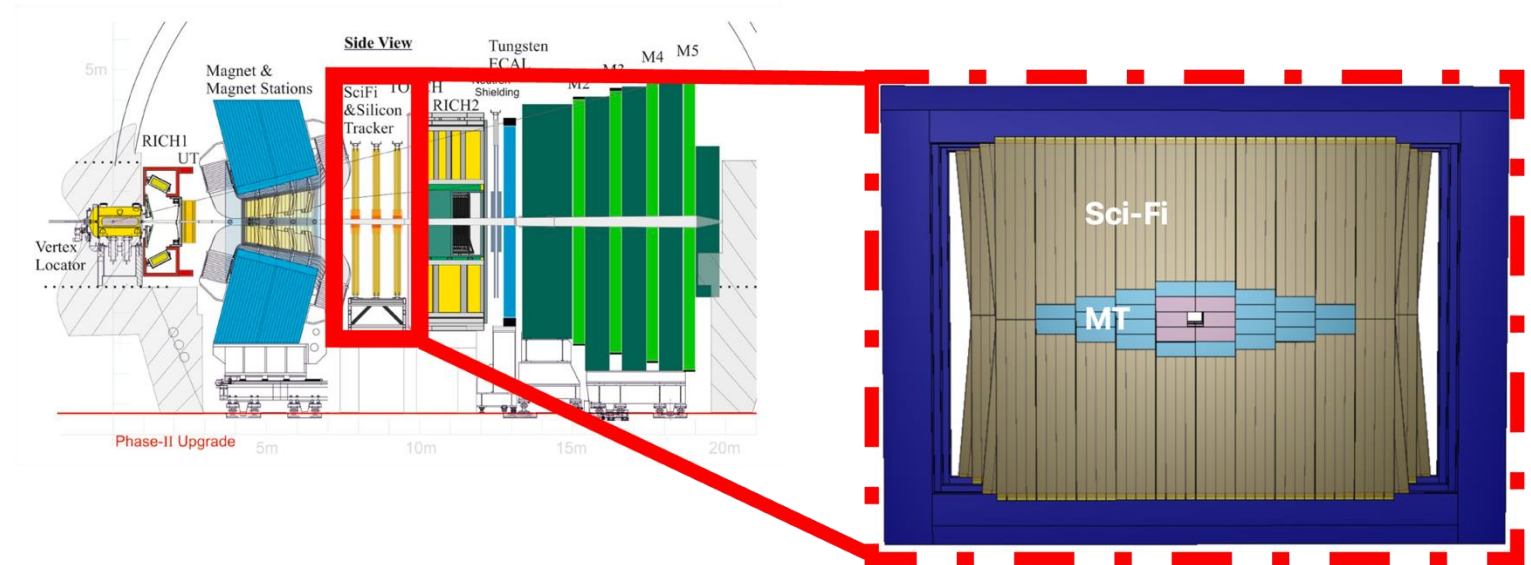 Side View
5m
Magnet &
Magnet Stations
SciFi
&Silicon
Tracker
RICH2
Tungsten
ECAL
Shielding
M2
M4
M5
RICH1
UT
Vertex
Locator
Phase-II Upgrade
5m
10m
15m
20m
Sci-Fi
MT